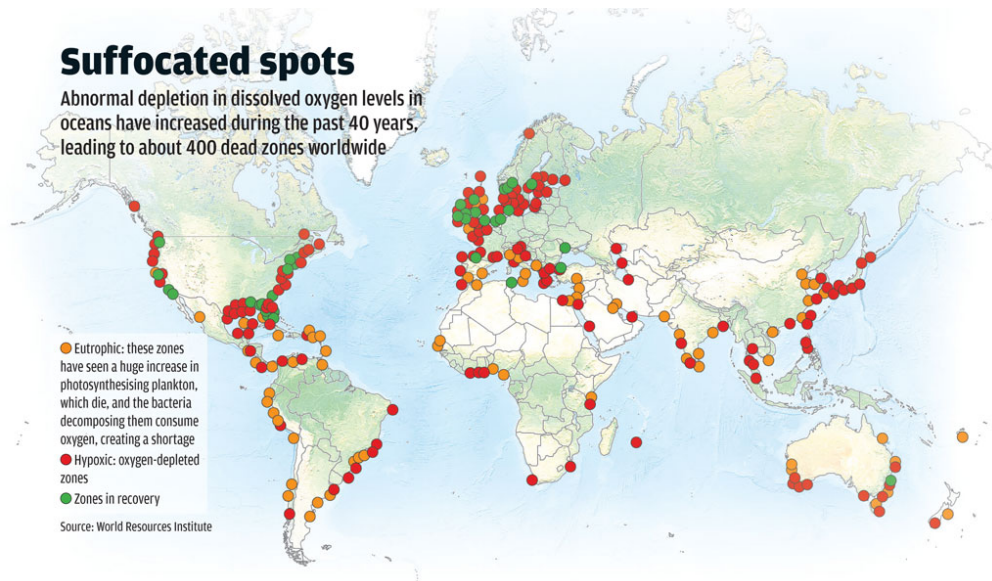 Suffocated spots
Abnormal depletion in dissolved oxygen levels in
oceans have increased during the past 40 years,
leading to about 400 dead zones worldwide
Eutrophic: these zones
have seen a huge increase in
photosynthesising plankton,
which die, and the bacteria
decomposing them consume
oxygen, creating a shortage
Hypoxic: oxygen-depleted
zones
Zones in recovery
Source: World Resources Institute